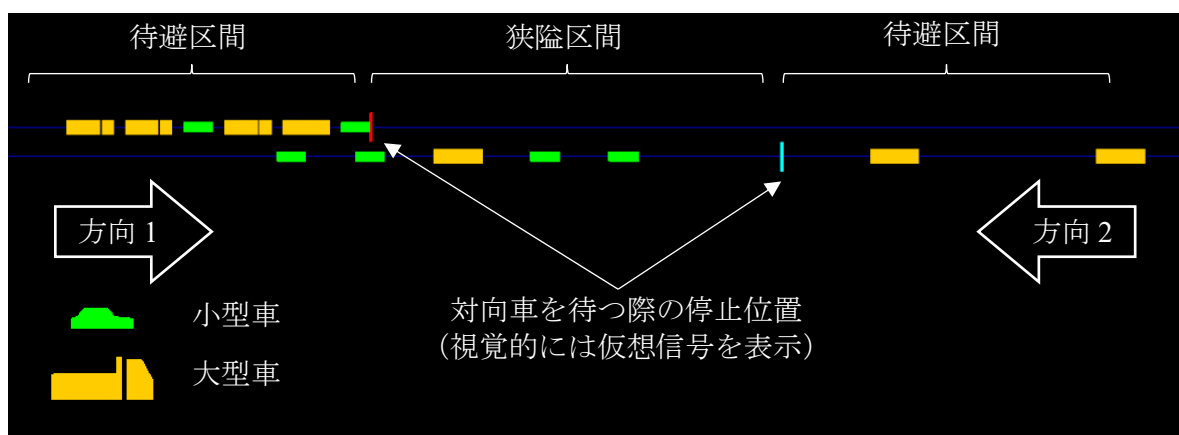 待避区間
狭隘区間
待避区間
方向 1
方向 2
対向車を待つ際の停止位置
（視覚的には仮想信号を表示）
小型車
大型車